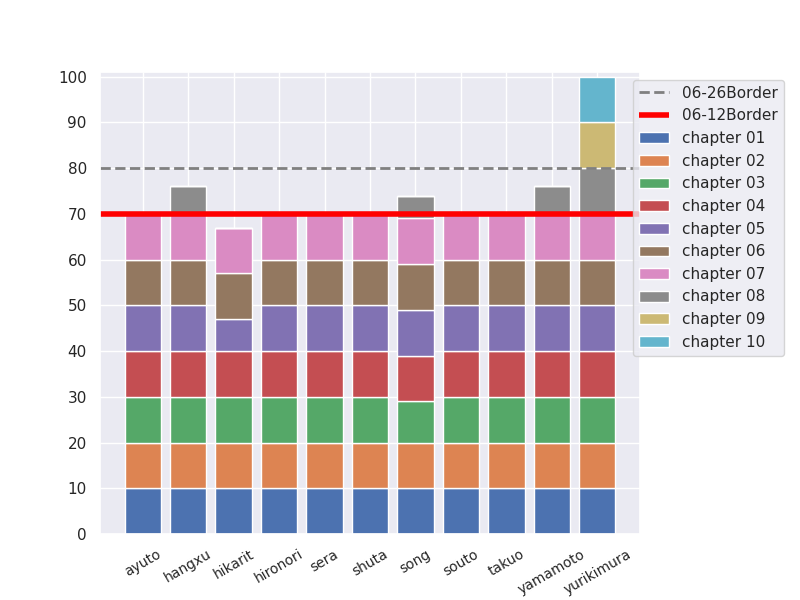 100
90
80
70
60
50
40
30
20
10
0
ayuto
hangxu
hikarit
hironori
sera
shuta
song
souto
takuo
yamamoto
yurikimura
06-26Border
06-12Border
chapter 01
chapter 02
chapter 03
chapter 04
chapter 05
chapter 06
chapter 07
chapter 08
chapter 09
chapter 10